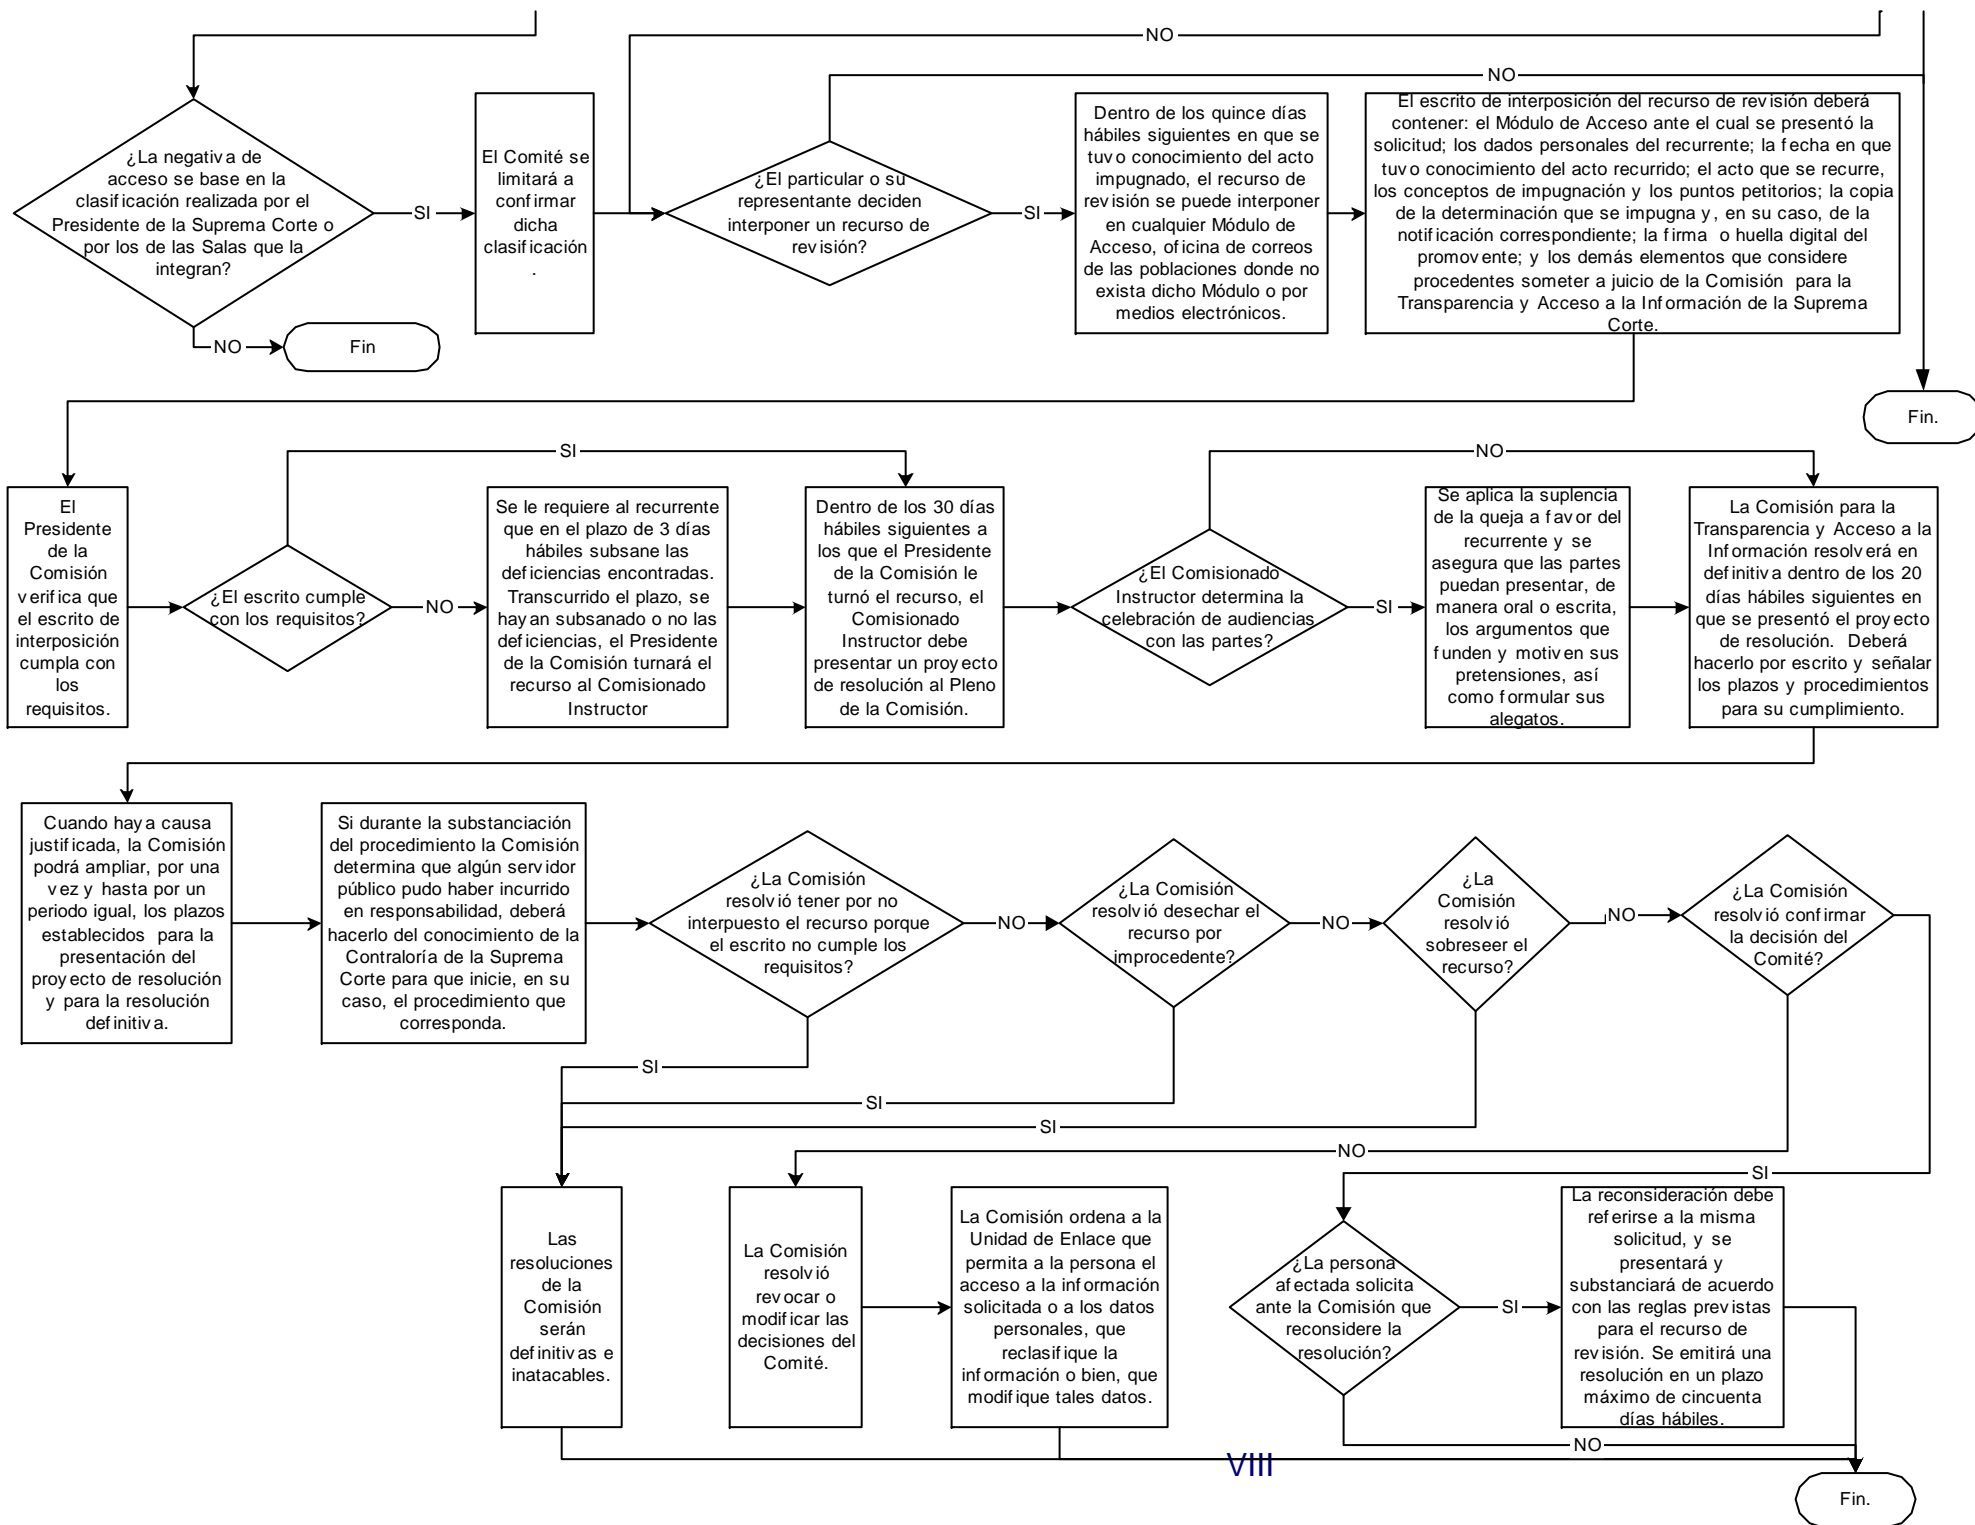 NO
NO
¿La negativa de
acceso se base en la
clasificación realizada por el
Presidente de la Suprema Corte o
por los de las Salas que la
integran?
SI
El Comité se
limitará a
confirmar
dicha
clasificación
.
¿El particular o su
representante deciden
interponer un recurso de
revisión?
SI
Dentro de los quince días
hábiles siguientes en que se
tuvo conocimiento del acto
impugnado, el recurso de
revisión se puede interponer
en cualquier Módulo de
Acceso, oficina de correos
de las poblaciones donde no
exista dicho Módulo o por
medios electrónicos.
El escrito de interposición del recurso de revisión deberá
contener: el Módulo de Acceso ante el cual se presentó la
solicitud; los dados personales del recurrente; la fecha en que
tuvo conocimiento del acto recurrido; el acto que se recurre,
los conceptos de impugnación y los puntos petitorios; la copia
de la determinación que se impugna y, en su caso, de la
notificación correspondiente; la firma o huella digital del
promovente; y los demás elementos que considere
procedentes someter a juicio de la Comisión para la
Transparencia y Acceso a la Información de la Suprema
Corte.
NO
Fin
Fin.
SI
NO
El
Presidente
de la
Comisión
verifica que
el escrito de
interposición
cumpla con
los
requisitos.
¿El escrito cumple
con los requisitos?
NO
Se le requiere al recurrente
que en el plazo de 3 días
hábiles subsane las
deficiencias encontradas.
Transcurrido el plazo, se
hayan subsanado o no las
deficiencias, el Presidente
de la Comisión turnará el
recurso al Comisionado
Instructor
Dentro de los 30 días
hábiles siguientes a
los que el Presidente
de la Comisión le
turnó el recurso, el
Comisionado
Instructor debe
presentar un proyecto
de resolución al Pleno
de la Comisión.
¿El Comisionado
Instructor determina la
celebración de audiencias
con las partes?
SI
Se aplica la suplencia
de la queja a favor del
recurrente y se
asegura que las partes
puedan presentar, de
manera oral o escrita,
los argumentos que
funden y motiven sus
pretensiones, así
como formular sus
alegatos.
La Comisión para la
Transparencia y Acceso a la
Información resolverá en
definitiva dentro de los 20
días hábiles siguientes en
que se presentó el proyecto
de resolución. Deberá
hacerlo por escrito y señalar
los plazos y procedimientos
para su cumplimiento.
Cuando haya causa
justificada, la Comisión
podrá ampliar, por una
vez y hasta por un
periodo igual, los plazos
establecidos para la
presentación del
proyecto de resolución
y para la resolución
definitiva.
Si durante la substanciación
del procedimiento la Comisión
determina que algún servidor
público pudo haber incurrido
en responsabilidad, deberá
hacerlo del conocimiento de la
Contraloría de la Suprema
Corte para que inicie, en su
caso, el procedimiento que
corresponda.
¿La Comisión
resolvió tener por no
interpuesto el recurso porque
el escrito no cumple los
requisitos?
NO
¿La Comisión
resolvió desechar el
recurso por
improcedente?
NO
¿La
Comisión
resolvió
sobreseer el
recurso?
NO
¿La Comisión
resolvió confirmar
la decisión del
Comité?
SI
SI
SI
NO
SI
Las
resoluciones
de la
Comisión
serán
definitivas e
inatacables.
La Comisión
resolvió
revocar o
modificar las
decisiones del
Comité.
La Comisión ordena a la
Unidad de Enlace que
permita a la persona el
acceso a la información
solicitada o a los datos
personales, que
reclasifique la
información o bien, que
modifique tales datos.
¿La persona
afectada solicita
ante la Comisión que
reconsidere la
resolución?
SI
La reconsideración debe
referirse a la misma
solicitud, y se
presentará y
substanciará de acuerdo
con las reglas previstas
para el recurso de
revisión. Se emitirá una
resolución en un plazo
máximo de cincuenta
días hábiles.
NO
VIII
Fin.